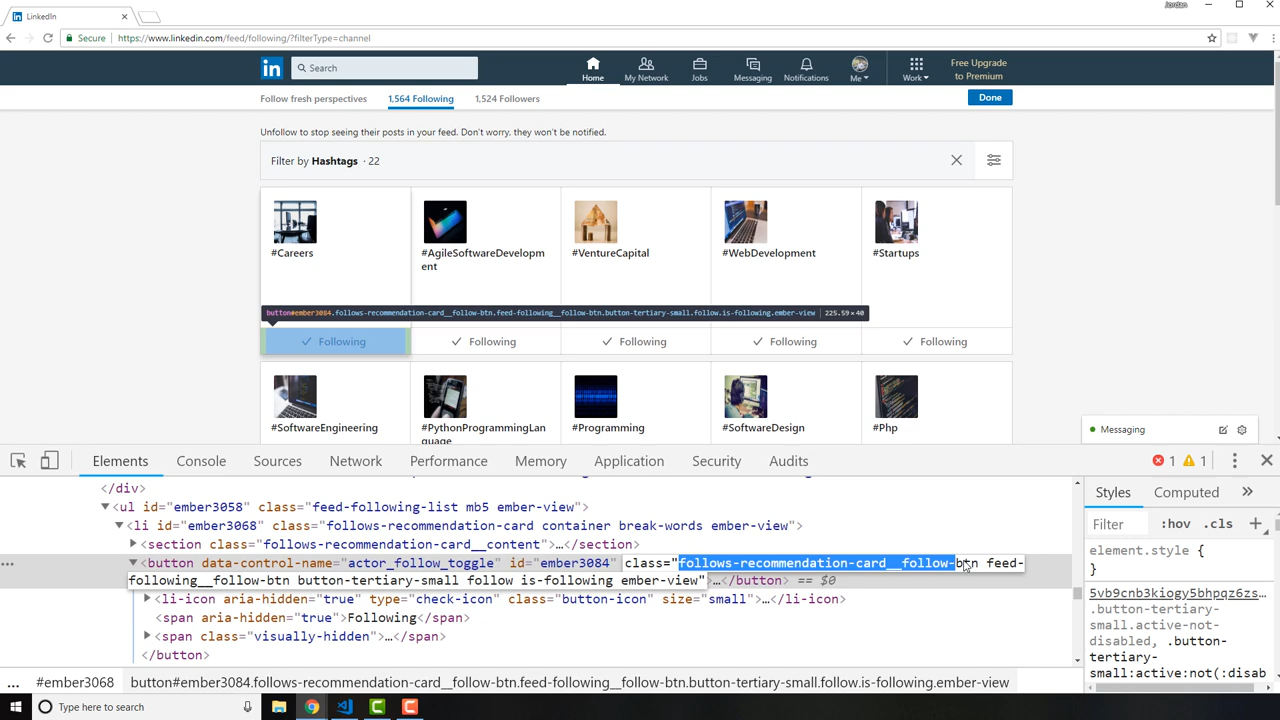 Jordan
LinkedIn
Secure https://www.linkedin.com/feed/following/?filterType=channel
in Search Home My Network Jobs Messaging Notifications Me Work Free Upgrade to Premium
Follow fresh perspectives 1,564 Following 1,524 Followers Done
Unfollow to stop seeing their posts in your feed. Don't worry, they won't be notified.
Filter by Hashtags · 22
#Careers #AgileSoftwareDevelopm #VentureCapital #WebDevelopment #Startups
ent
button#ember3084.follows-recommendation-card__follow-btn.feed-following__follow-btn.button-tertiary-small.follow.is-following.ember-view 225.59 × 40
Following Following Following Following Following
#SoftwareEngineering #PythonProgrammingLan #Programming #SoftwareDesign #Php
guage
Messaging
Elements Console Sources Network Memory Performance Application Security Audits 1 1
</div>
<ul id="ember3058" class="feed-following-list mb5 ember-view">
<li id="ember3068" class="follows-recommendation-card container break-words ember-view">
<section class="follows-recommendation-card__content">…</section>
<button data-control-name="actor_follow_toggle" id="ember3084" class="follows-recommendation-card__follow-btn feed-
following__follow-btn button-tertiary-small follow is-following ember-view">…</button> == $0
<li-icon aria-hidden="true" type="check-icon" class="button-icon" size="small">…</li-icon>
<span aria-hidden="true">Following</span>
<span class="visually-hidden">…</span>
</button>
Styles Computed »
Filter :hov .cls +
element.style {
}
5vb9cnb3kiogy5bhpqz6zs…
.button-tertiary-
small.active-not-
disabled, .button-
tertiary-
small:active:not(:disab
... #ember3068 button#ember3084.follows-recommendation-card__follow-btn.feed-following__follow-btn.button-tertiary-small.follow.is-following.ember-view
Type here to search